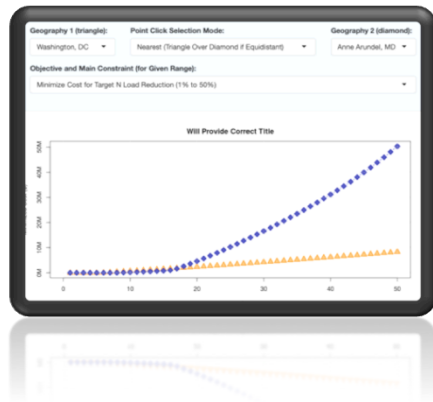 Geography 1 (triangle): Point Click Selection Mode: Geography 2 (diamond):
Washington, DC Nearest (Triangle Over Diamond if Equidistant) Anne Arundel, MD
Objective and Main Constraint (for Given Range):
Minimize Cost for Target N Load Reduction (1% to 50%)
Will Provide Correct Title
50M
40M
30M
20M
10M
0M
0 10 20 30 40 50